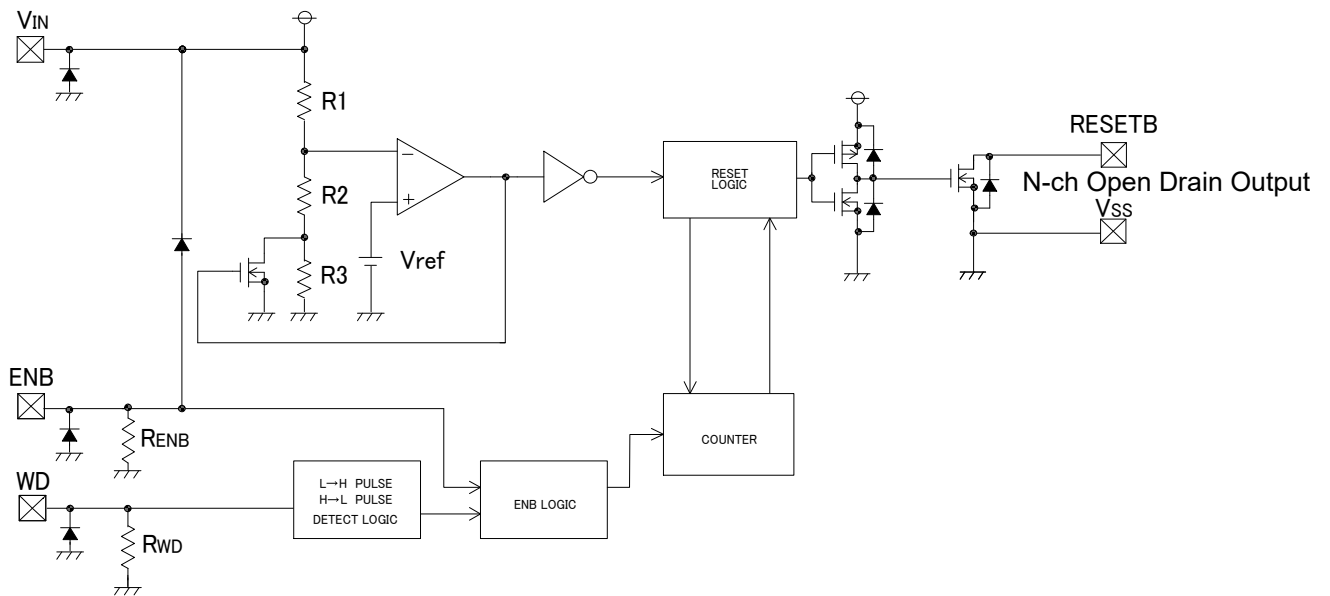 VIN
R1
R2
R3
Vref
RESET
LOGIC
RESETB
N-ch Open Drain Output
VSS
ENB
RENB
COUNTER
WD
RWD
L→H PULSE
H→L PULSE
DETECT LOGIC
ENB LOGIC